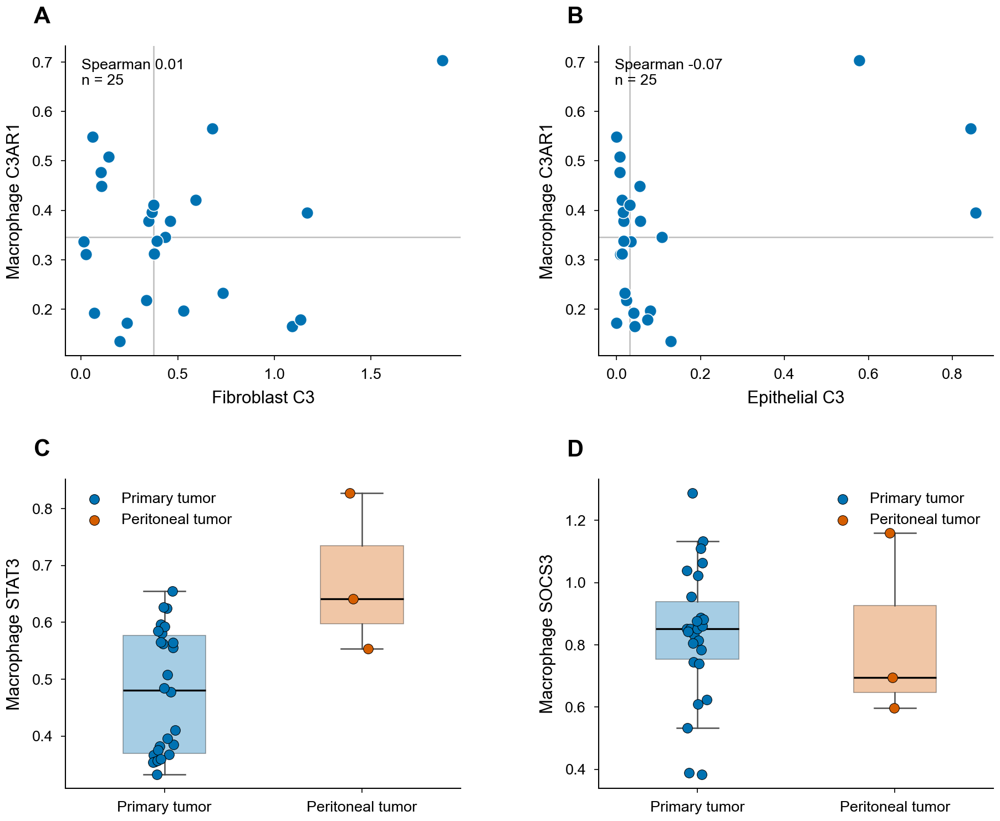 A
Spearman 0.01
n = 25
Macrophage C3AR1
0.7
0.6
0.5
0.4
0.3
0.2
0.0
0.5
1.0
1.5
Fibroblast C3
B
Spearman -0.07
n = 25
Macrophage C3AR1
0.7
0.6
0.5
0.4
0.3
0.2
0.0
0.2
0.4
0.6
0.8
Epithelial C3
C
Primary tumor
Peritoneal tumor
Macrophage STAT3
0.8
0.7
0.6
0.5
0.4
Primary tumor
Peritoneal tumor
D
Primary tumor
Peritoneal tumor
Macrophage SOCS3
1.2
1.0
0.8
0.6
0.4
Primary tumor
Peritoneal tumor